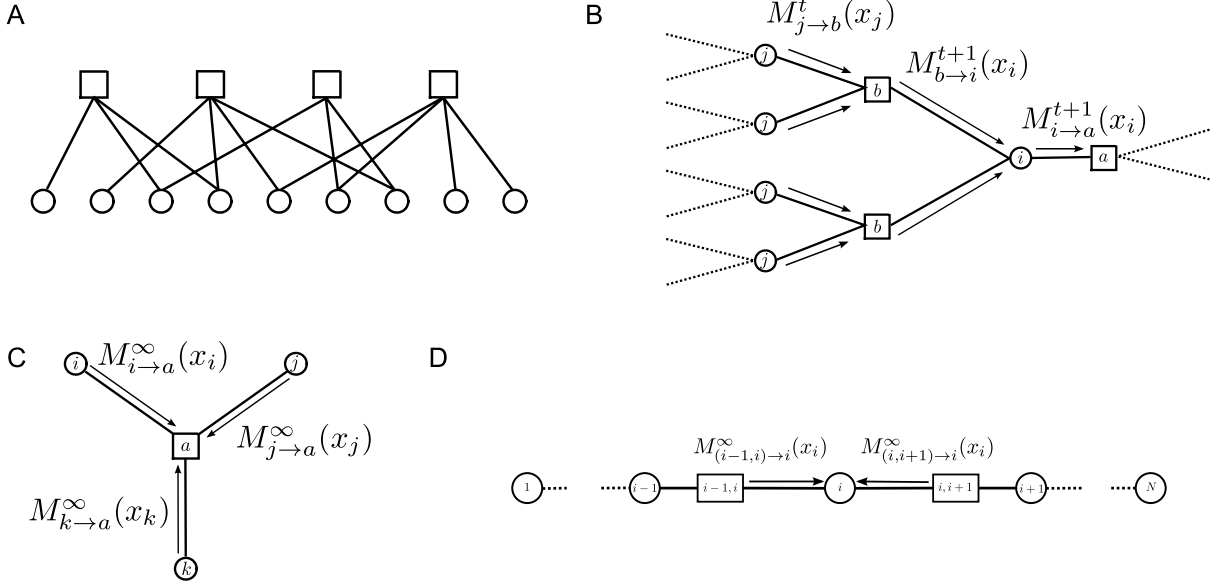 A
B
M^t_{j→b}(x_j)
j
M^{t+1}_{b→i}(x_i)
b
M^{t+1}_{i→a}(x_i)
j
i
a
j
b
j
C
D
i
M^∞_{i→a}(x_i)
j
M^∞_{j→a}(x_j)
a
M^∞_{k→a}(x_k)
k
M^∞_{(i−1,i)→i}(x_i)
M^∞_{(i,i+1)→i}(x_i)
1
i−1
i−1, i
i
i, i+1
i+1
N